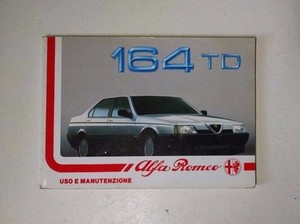 164 TD
Alfa Romeo
USO E MANUTENZIONE